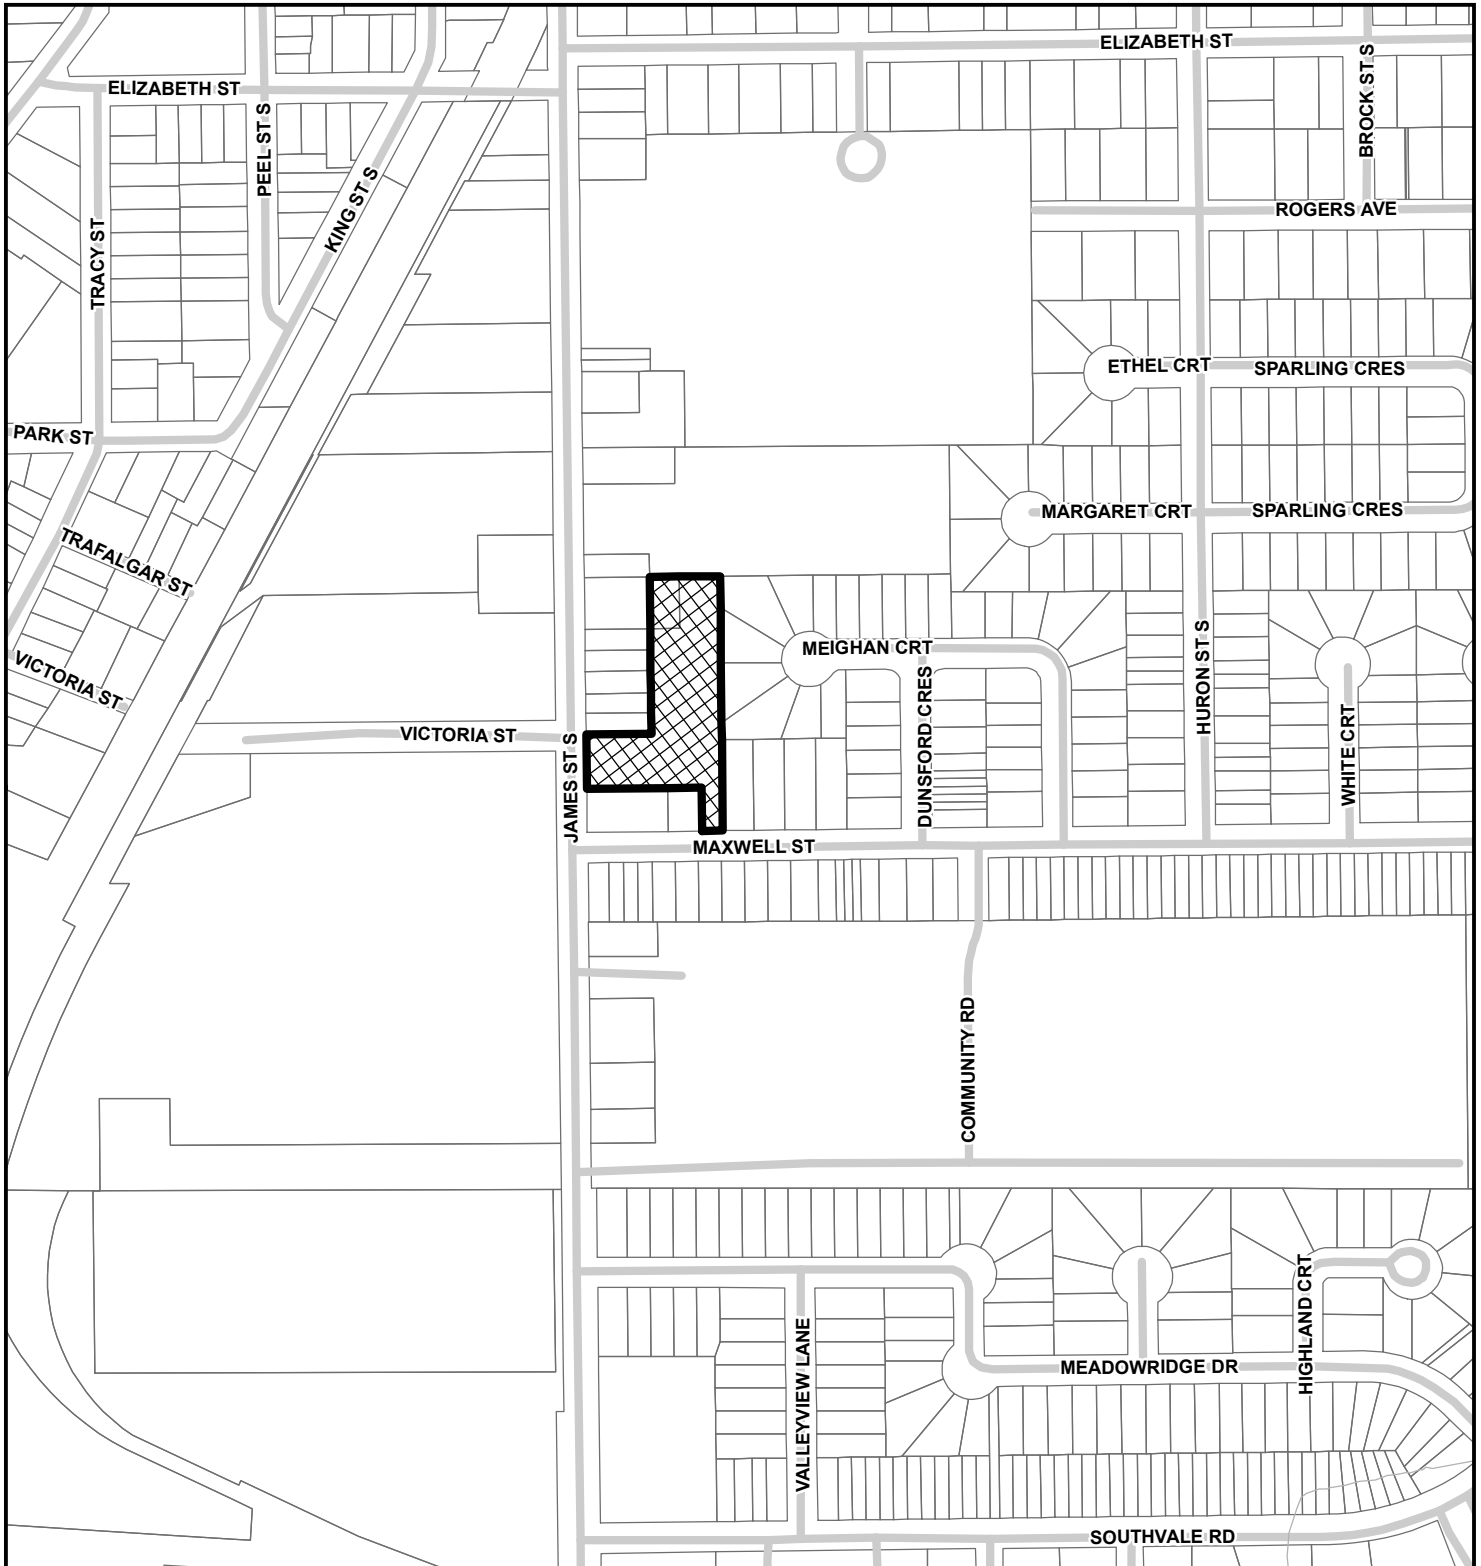 ELIZABETH ST
BROCK ST S
ELIZABETH ST
PEEL ST S
KING ST S
TRACY ST
ROGERS AVE
ETHEL CRT
SPARLING CRES
PARK ST
MARGARET CRT
SPARLING CRES
TRAFALGAR ST
VICTORIA ST
MEIGHAN CRT
HURON ST S
DUNSFORD CRES
WHITE CRT
VICTORIA ST
JAMES ST S
MAXWELL ST
COMMUNITY RD
HIGHLAND CRT
VALLEYVIEW LANE
MEADOWRIDGE DR
SOUTHVALE RD